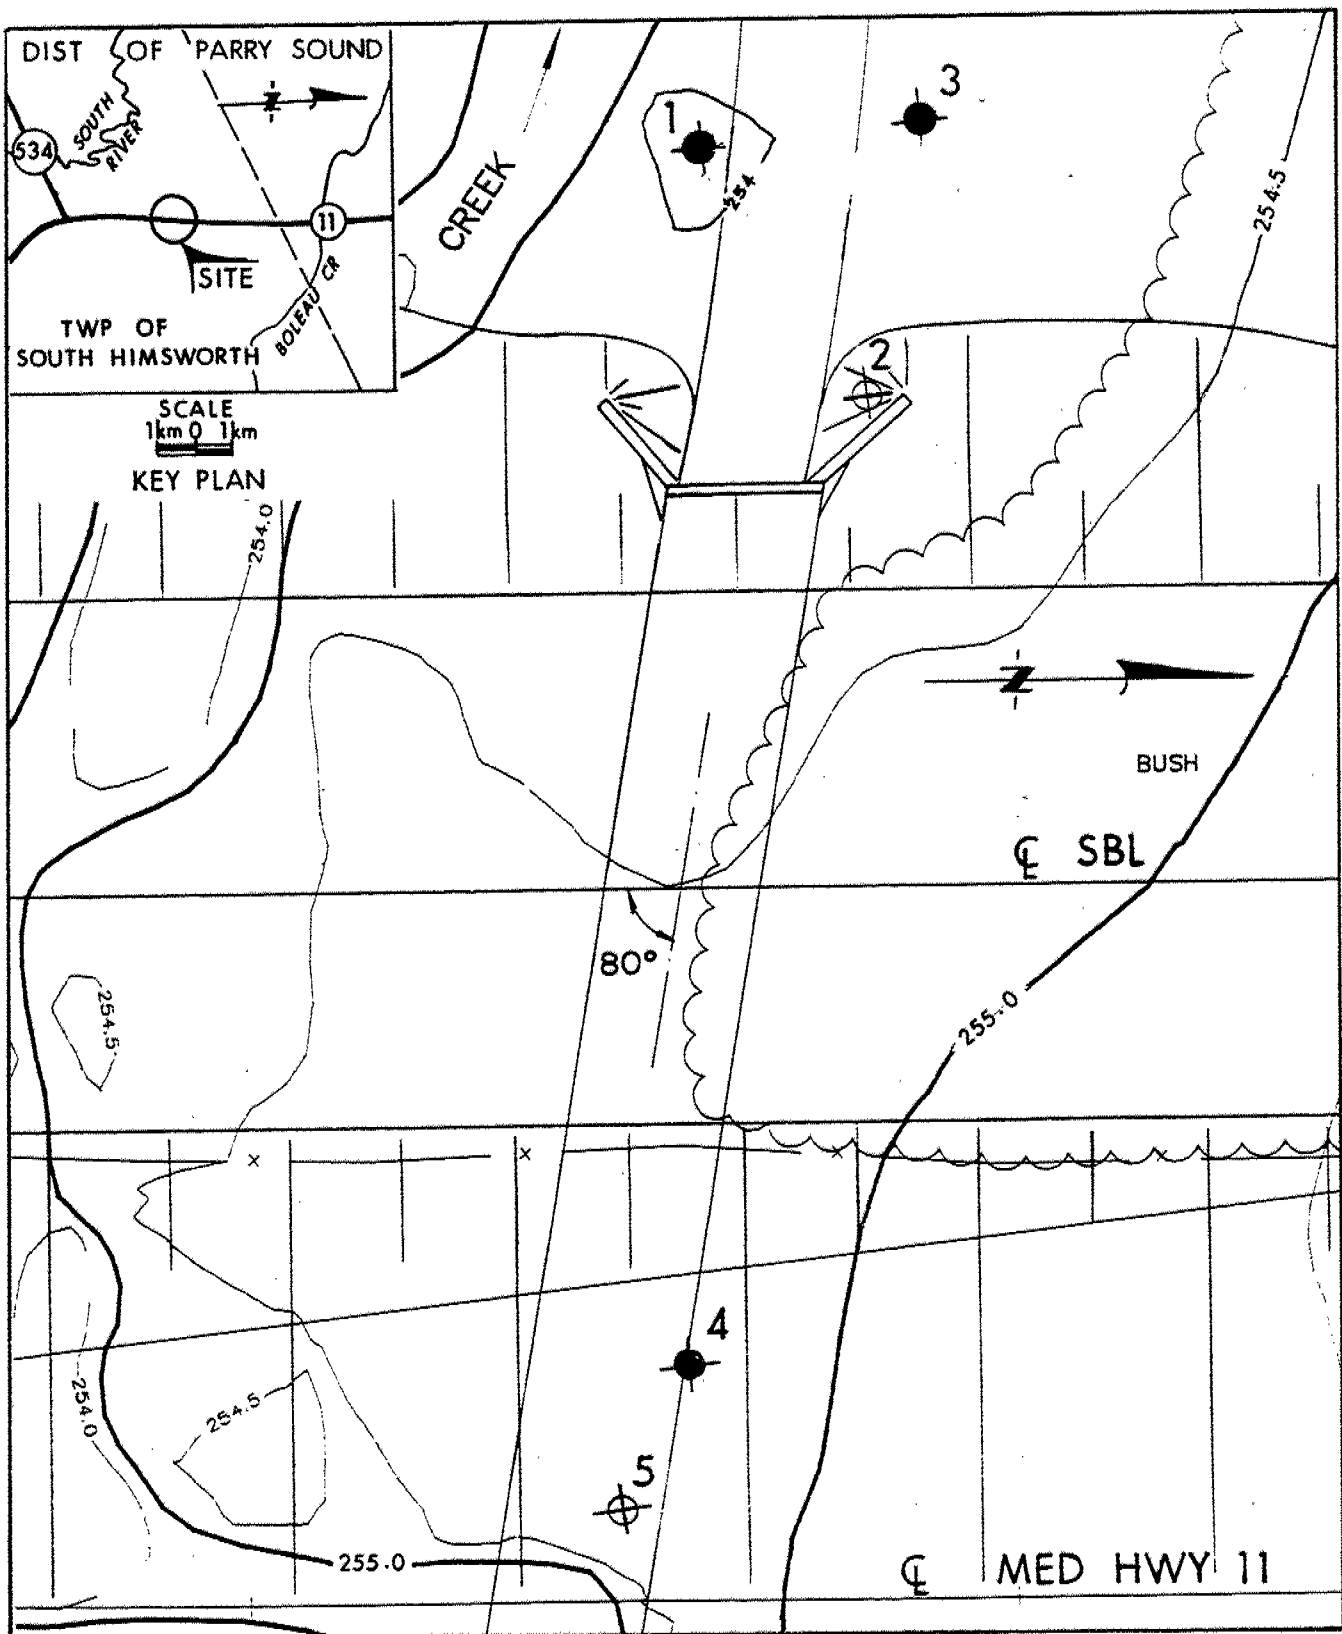 DIST OF PARRY SOUND
N
534
SOUTH
RIVER
11
SITE
BOLEAU CR
TWP OF
SOUTH HIMSWORTH
SCALE
1km 0 1km
KEY PLAN
CREEK
1
3
254
254.5
2
254.0
N
BUSH
CL SBL
80°
254.5
255.0
4
254.0
254.5
5
255.0
CL MED HWY 11